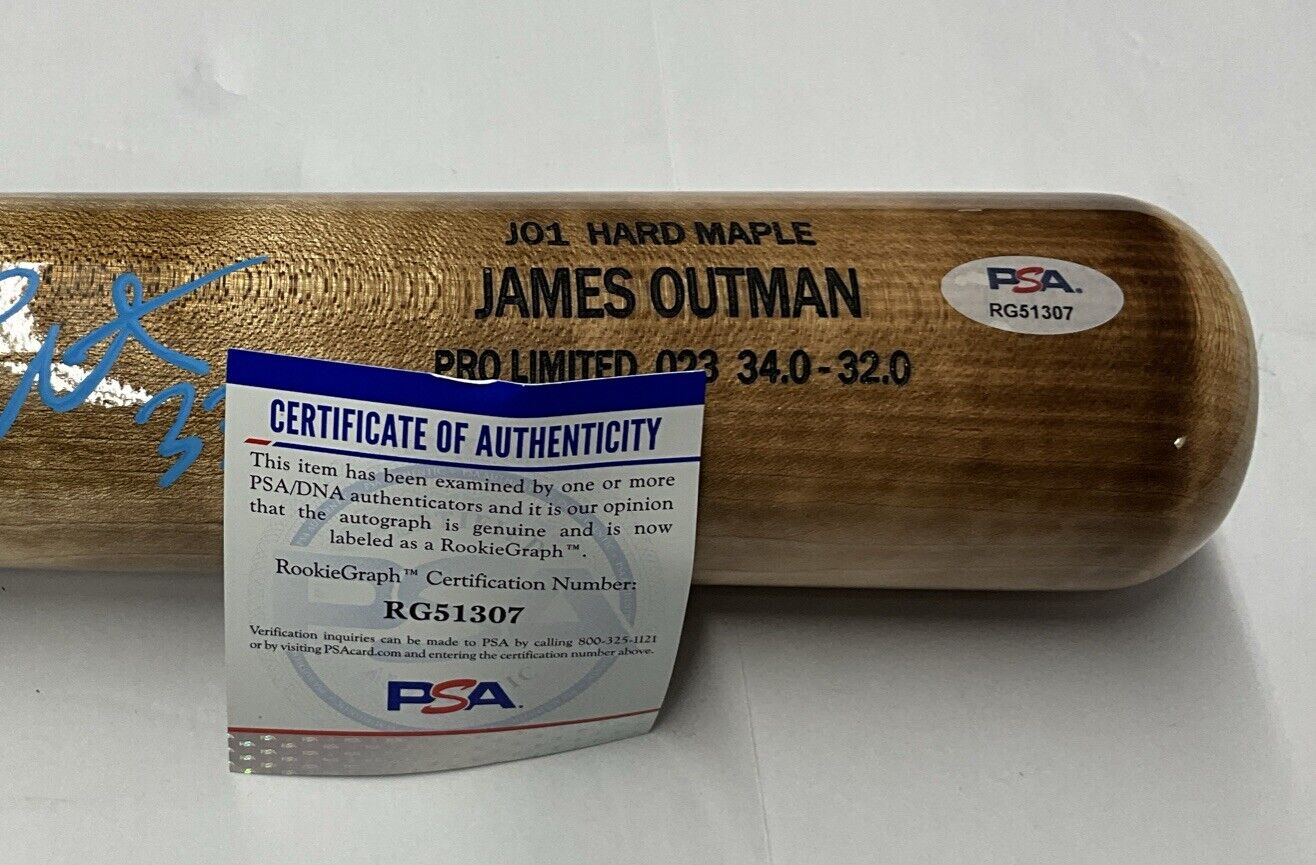 JO1 HARD MAPLE
JAMES OUTMAN
PRO LIMITED 023 34.0-32.0
PSA.
RG51307
33
CERTIFICATE OF AUTHENTICITY
This item has been examined by one or more
PSA/DNA authenticators and it is our opinion
that the autograph is genuine and is now
labeled as a RookieGraph™.
RookieGraph™ Certification Number:
RG51307
Verification inquiries can be made to PSA by calling 800-325-1121
or by visiting PSAcard.com and entering the certification number above.
PSA.